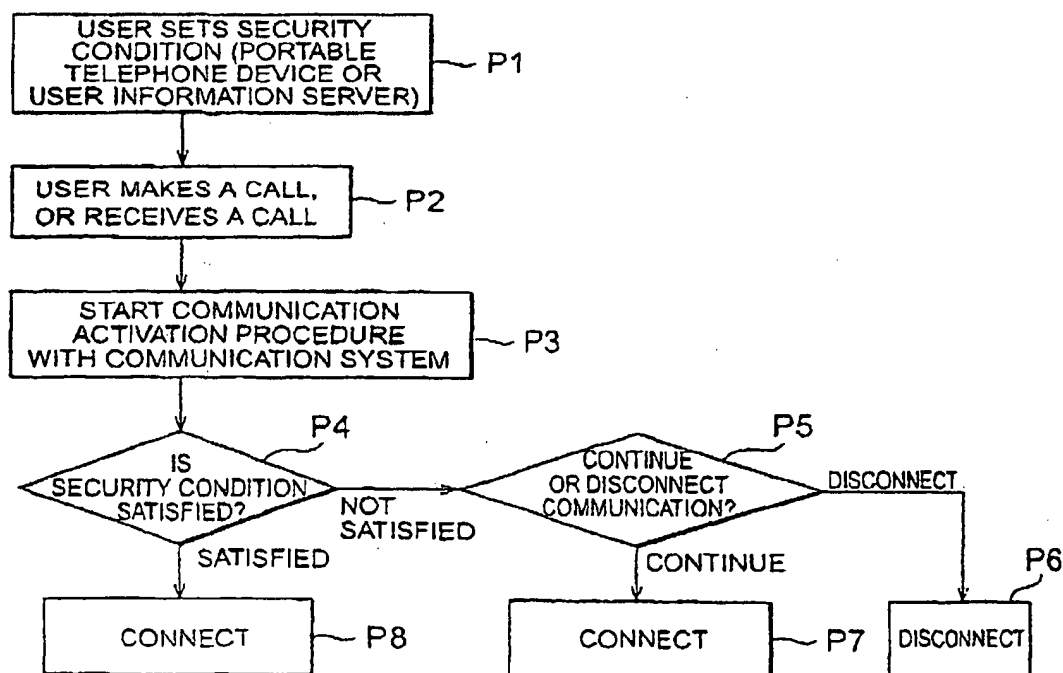 USER SETS SECURITY
CONDITION (PORTABLE
TELEPHONE DEVICE OR
USER INFORMATION SERVER)
P1
USER MAKES A CALL,
OR RECEIVES A CALL
P2
START COMMUNICATION
ACTIVATION PROCEDURE
WITH COMMUNICATION SYSTEM
P3
P4
IS
SECURITY CONDITION
SATISFIED?
NOT
SATISFIED
SATISFIED
P5
CONTINUE
OR DISCONNECT
COMMUNICATION?
DISCONNECT
CONTINUE
CONNECT
P8
CONNECT
P7
P6
DISCONNECT